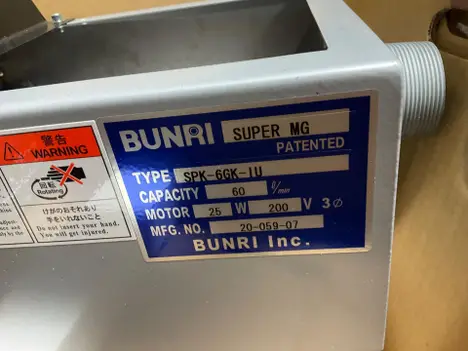 警告
WARNING
回転
Rotating
けがのおそれあり
手をいれないこと
Do not insert your hand.
You will get injured.
BUNRI SUPER MG
PATENTED
TYPE SPK-6GK-1U
CAPACITY 60 ℓ/min
MOTOR 25 W 200 V 3φ
MFG. NO. 20-059-07
BUNRI Inc.